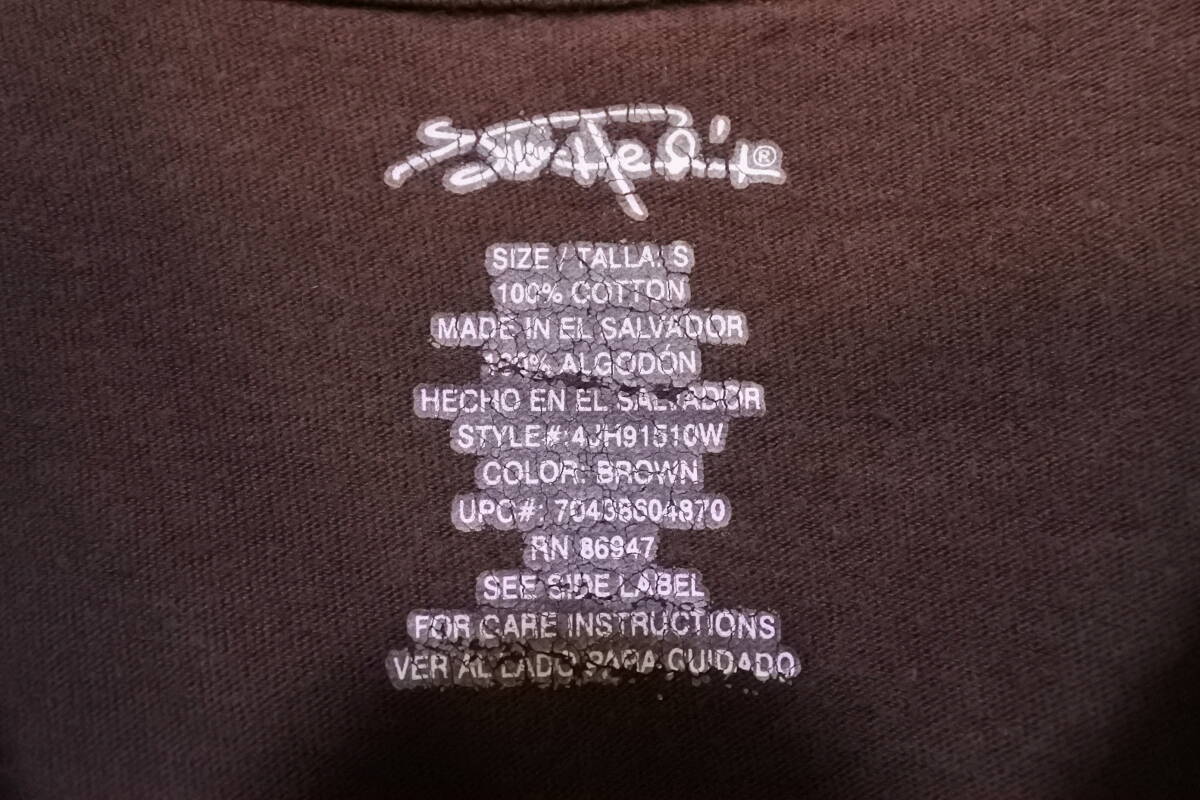 SouthPole®
SIZE / TALLA: S
100% COTTON
MADE IN EL SALVADOR
100% ALGODÓN
HECHO EN EL SALVADOR
STYLE#:4JH91510W
COLOR: BROWN
UPC#:
RN 86947
SEE SIDE LABEL
FOR CARE INSTRUCTIONS
VER AL LADO PARA CUIDADO